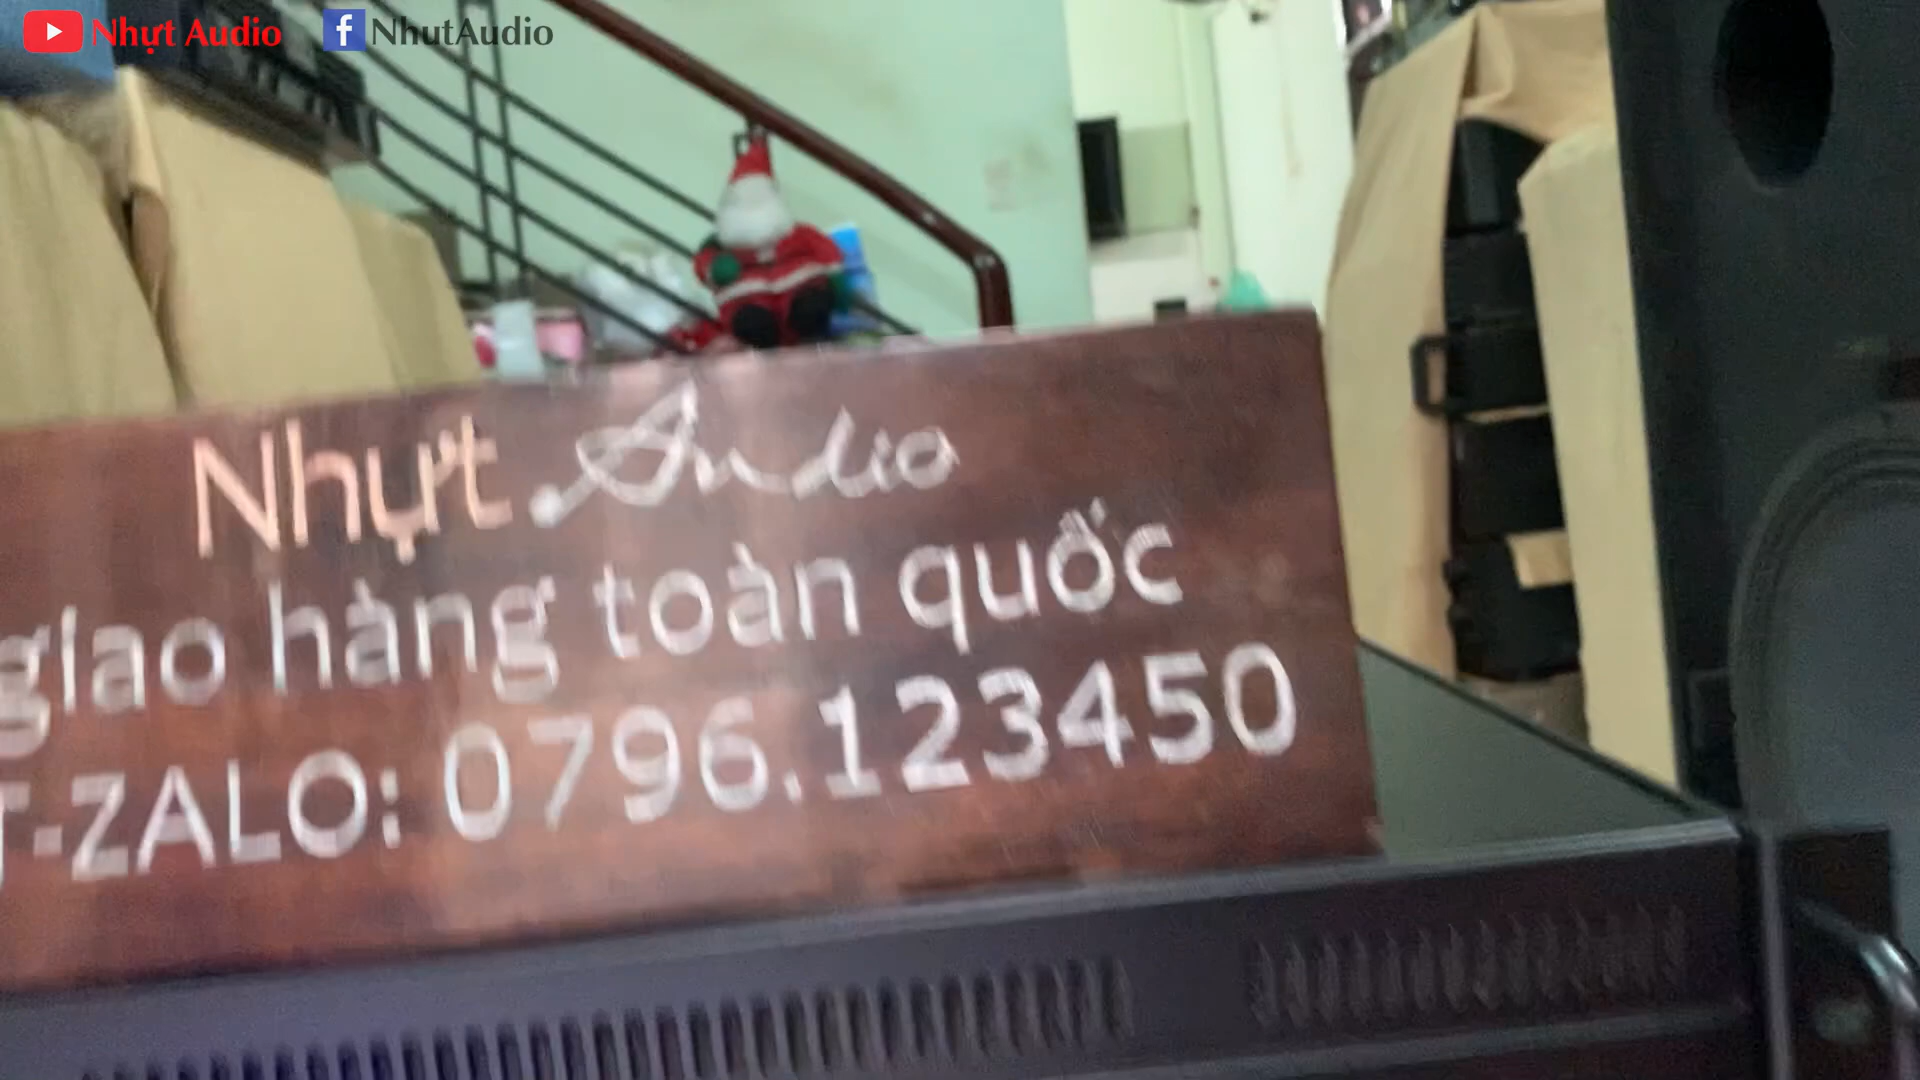 Nhựt Audio NhutAudio
Nhựt Audio
giao hàng toàn quốc
T-ZALO: 0796.123450